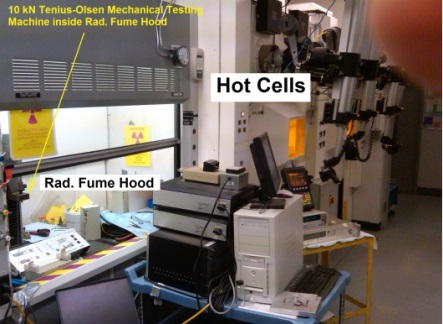 10 kN Tenius-Olsen Mechanical Testing
Machine inside Rad. Fume Hood
Hot Cells
Rad. Fume Hood